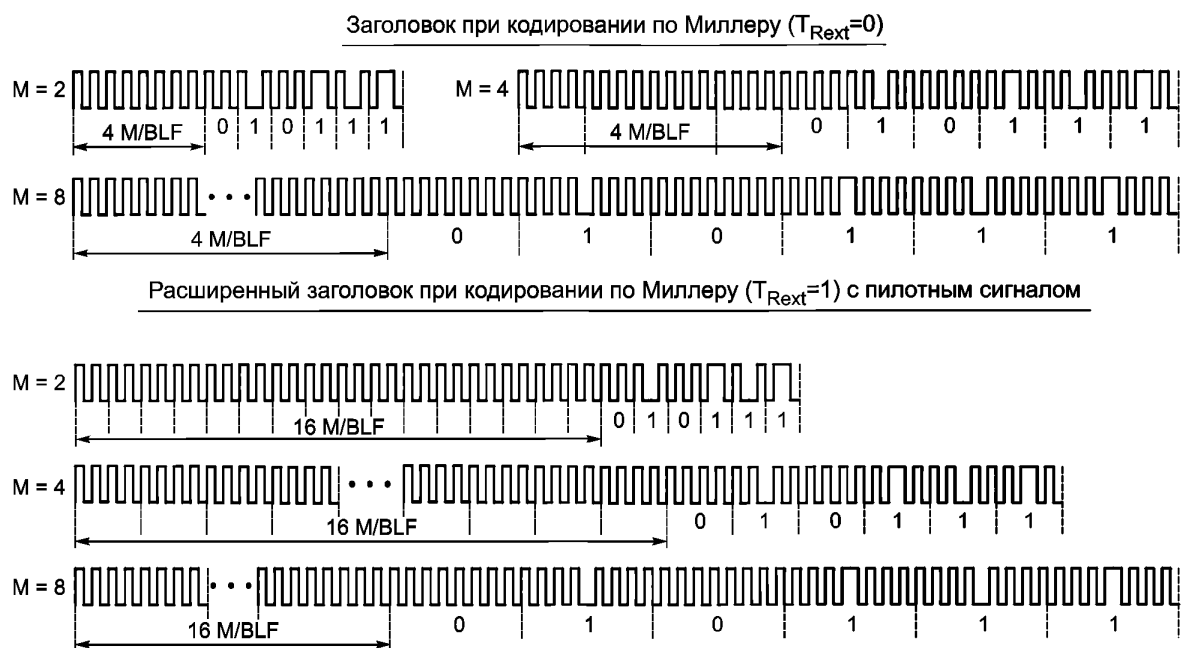 Заголовок при кодировании по Миллеру (T_Rext=0)
M = 2 M = 4
4 M/BLF 0 1 0 1 1 1 4 M/BLF 0 1 0 1 1 1
M = 8
4 M/BLF 0 1 0 1 1 1
Расширенный заголовок при кодировании по Миллеру (T_Rext=1) с пилотным сигналом
M = 2
16 M/BLF 0 1 0 1 1 1
M = 4
16 M/BLF 0 1 0 1 1 1
M = 8
16 M/BLF 0 1 0 1 1 1